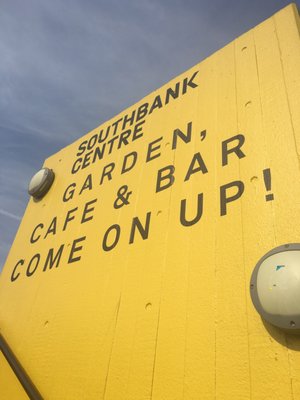 SOUTHBANK
CENTRE
GARDEN,
CAFE & BAR
COME ON UP!